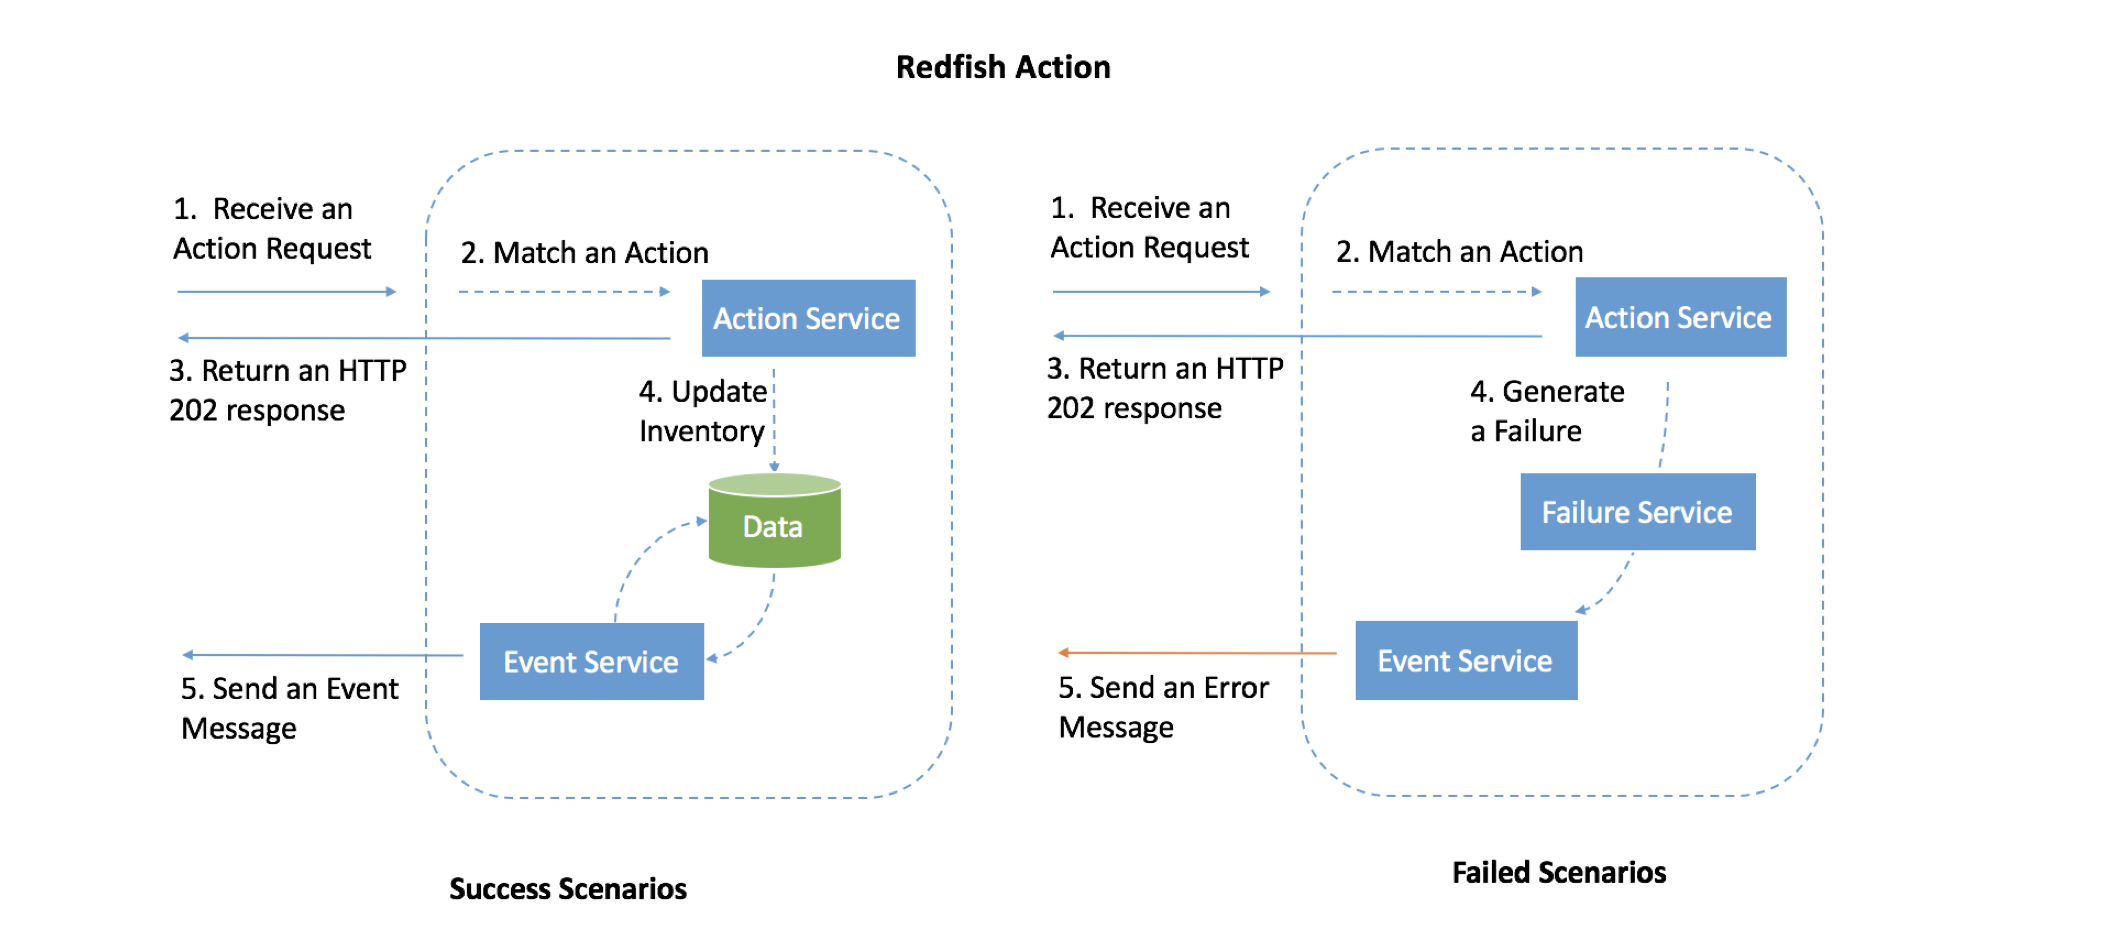 Redfish Action
1. Receive an
Action Request
2. Match an Action
Action Service
3. Return an HTTP
202 response
4. Update
Inventory
Data
Event Service
5. Send an Event
Message
Success Scenarios
1. Receive an
Action Request
2. Match an Action
Action Service
3. Return an HTTP
202 response
4. Generate
a Failure
Failure Service
Event Service
5. Send an Error
Message
Failed Scenarios